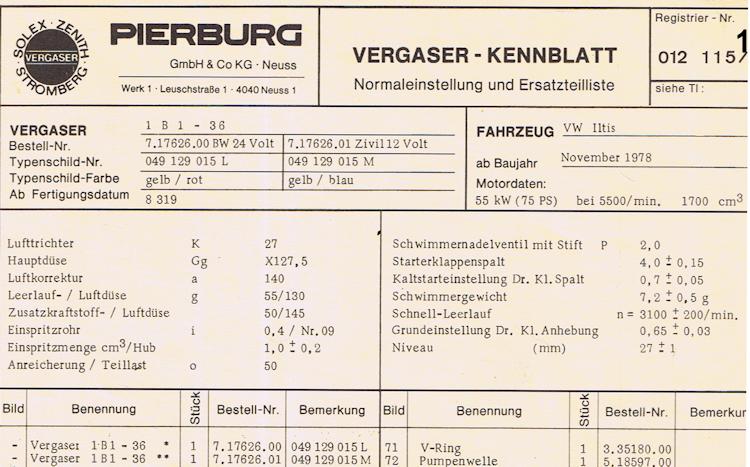 SOLEX · ZENITH
VERGASER
STROMBERG
PIERBURG
GmbH & Co KG · Neuss
Werk 1 · Leuschstraße 1 · 4040 Neuss 1
VERGASER - KENNBLATT
Normaleinstellung und Ersatzteilliste
Registrier - Nr.
012 115/
1
siehe TI :
VERGASER 1 B 1 - 36
Bestell-Nr. 7.17626.00 BW 24 Volt 7.17626.01 Zivil 12 Volt
Typenschild-Nr. 049 129 015 L 049 129 015 M
Typenschild-Farbe gelb / rot gelb / blau
Ab Fertigungsdatum 8 319
FAHRZEUG VW Iltis
ab Baujahr November 1978
Motordaten:
55 kW (75 PS) bei 5500/min. 1700 cm³
Lufttrichter K 27
Hauptdüse Gg X127,5
Luftkorrektur a 140
Leerlauf- / Luftdüse g 55/130
Zusatzkraftstoff- / Luftdüse 50/145
Einspritzrohr i 0,4 / Nr.09
Einspritzmenge cm³/Hub 1,0 ± 0,2
Anreicherung / Teillast o 50
Schwimmernadelventil mit Stift P 2,0
Starterklappenspalt 4,0 ± 0,15
Kaltstarteinstellung Dr. Kl. Spalt 0,7 ± 0,05
Schwimmergewicht 7,2 ± 0,5 g
Schnell-Leerlauf n = 3100 ± 200/min.
Grundeinstellung Dr. Kl. Anhebung 0,65 ± 0,03
Niveau (mm) 27 ± 1
Bild Benennung Stück Bestell-Nr. Bemerkung Bild Benennung Stück Bestell-Nr. Bemerkun
- Vergaser 1B1 - 36 * 1 7.17626.00 049 129 015 L 71 V-Ring 1 3.35180.00
- Vergaser 1B1 - 36 ** 1 7.17626.01 049 129 015 M 72 Pumpenwelle 1 5.18597.00